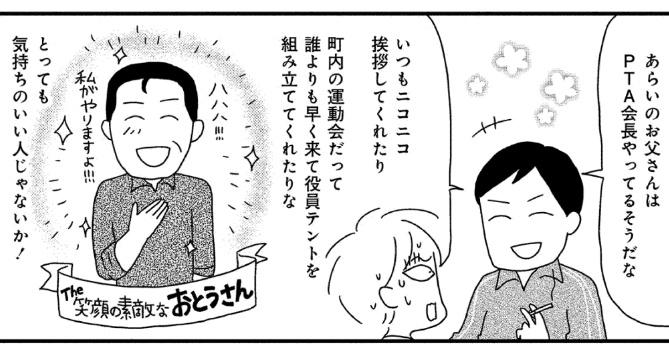 あらいのお父さんは
PTA会長やってるそうだな
いつもニコニコ
挨拶してくれたり
町内の運動会だって
誰よりも早く来て役員テントを
組み立ててくれたりな
ハハハ!!!
私がやりますよ!!!
The
笑顔の素敵なおとうさん
とっても
気持ちのいい人じゃないか!